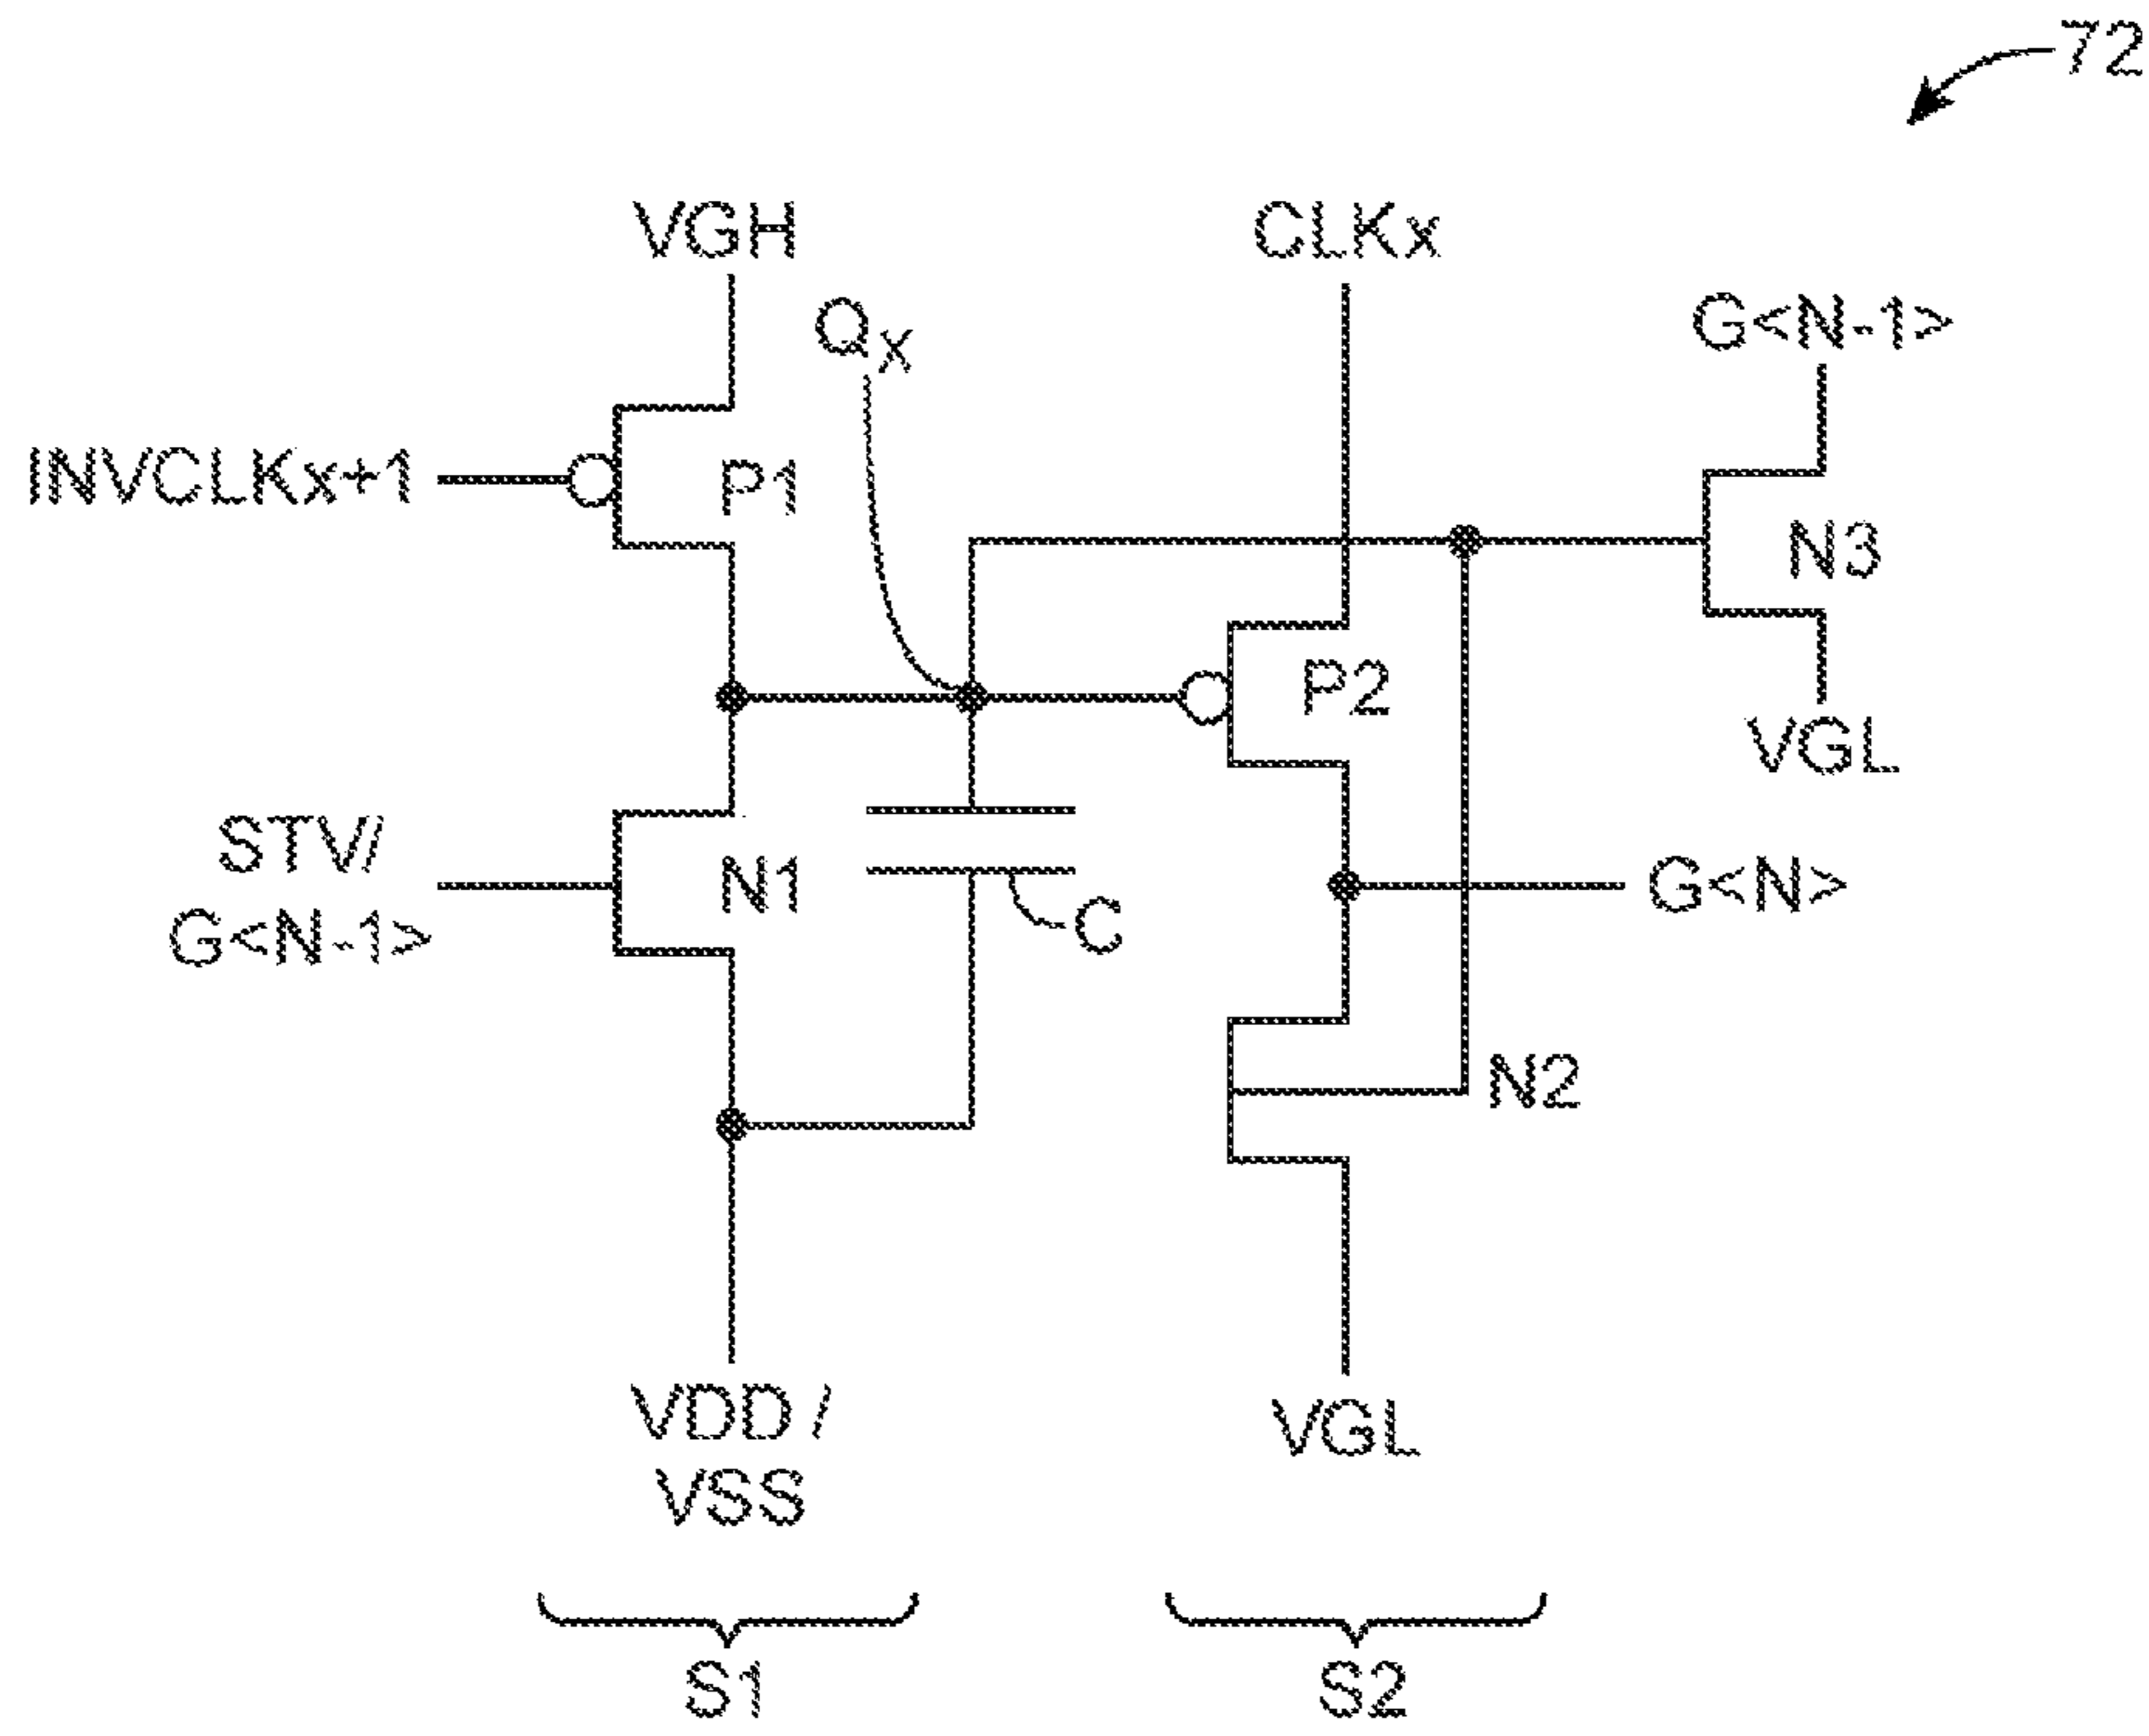 72
VGH
CLKx
QX
G<N-1>
INVCLKx+1
P1
N3
P2
VGL
STV/
G<N-1>
N1
C
G<N>
N2
VDD /
VSS
VGL
S1
S2